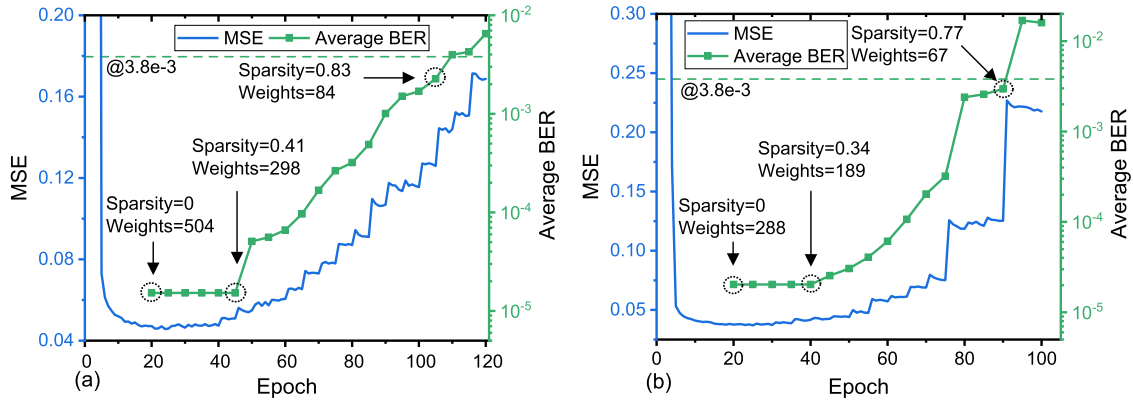 MSE Average BER
@3.8e-3
Sparsity=0.83
Weights=84
Sparsity=0.41
Weights=298
Sparsity=0
Weights=504
0.20
0.16
0.12
0.08
0.04
MSE
10⁻²
10⁻³
10⁻⁴
10⁻⁵
Average BER
0 20 40 60 80 100 120
(a) Epoch
MSE
Average BER
@3.8e-3
Sparsity=0.77
Weights=67
Sparsity=0.34
Weights=189
Sparsity=0
Weights=288
0.30
0.25
0.20
0.15
0.10
0.05
MSE
10⁻²
10⁻³
10⁻⁴
10⁻⁵
Average BER
0 20 40 60 80 100
(b) Epoch